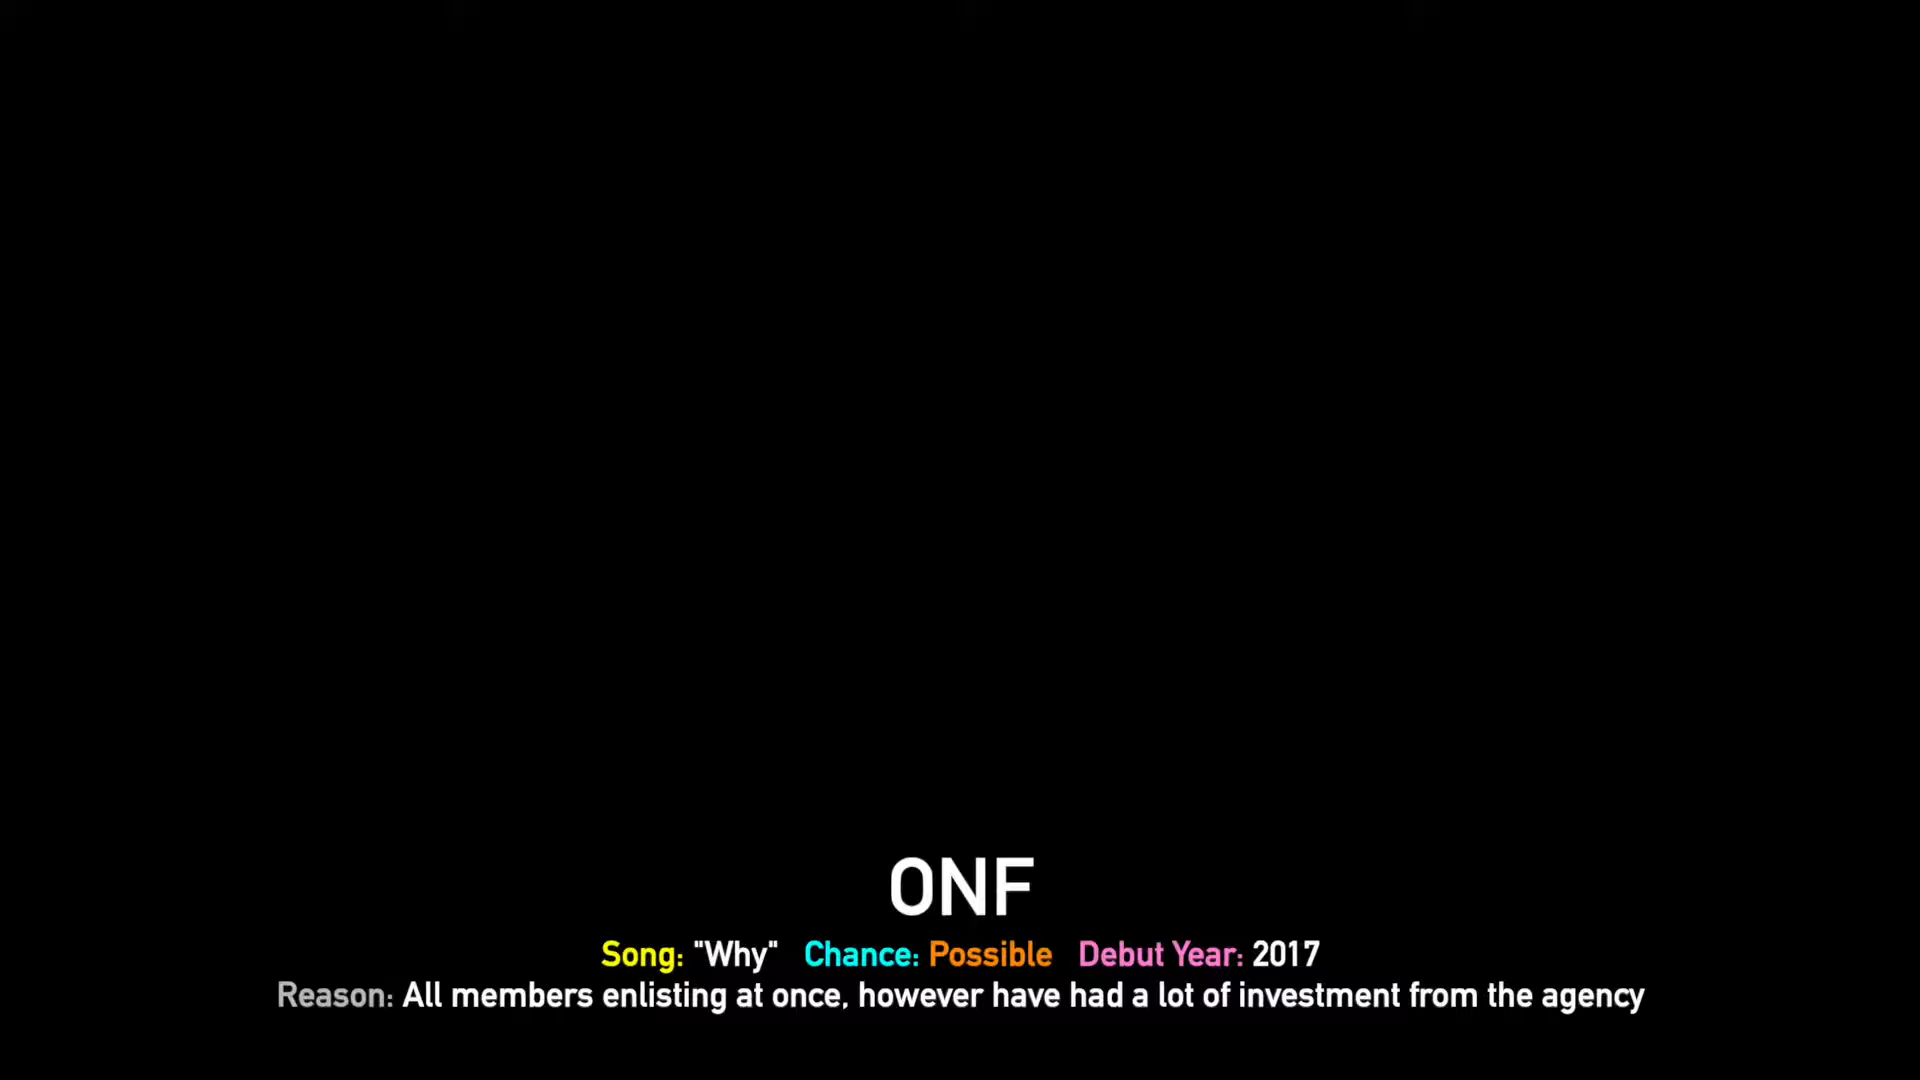 ONF
Song: "Why" Chance: Possible Debut Year: 2017
Reason: All members enlisting at once, however have had a lot of investment from the agency